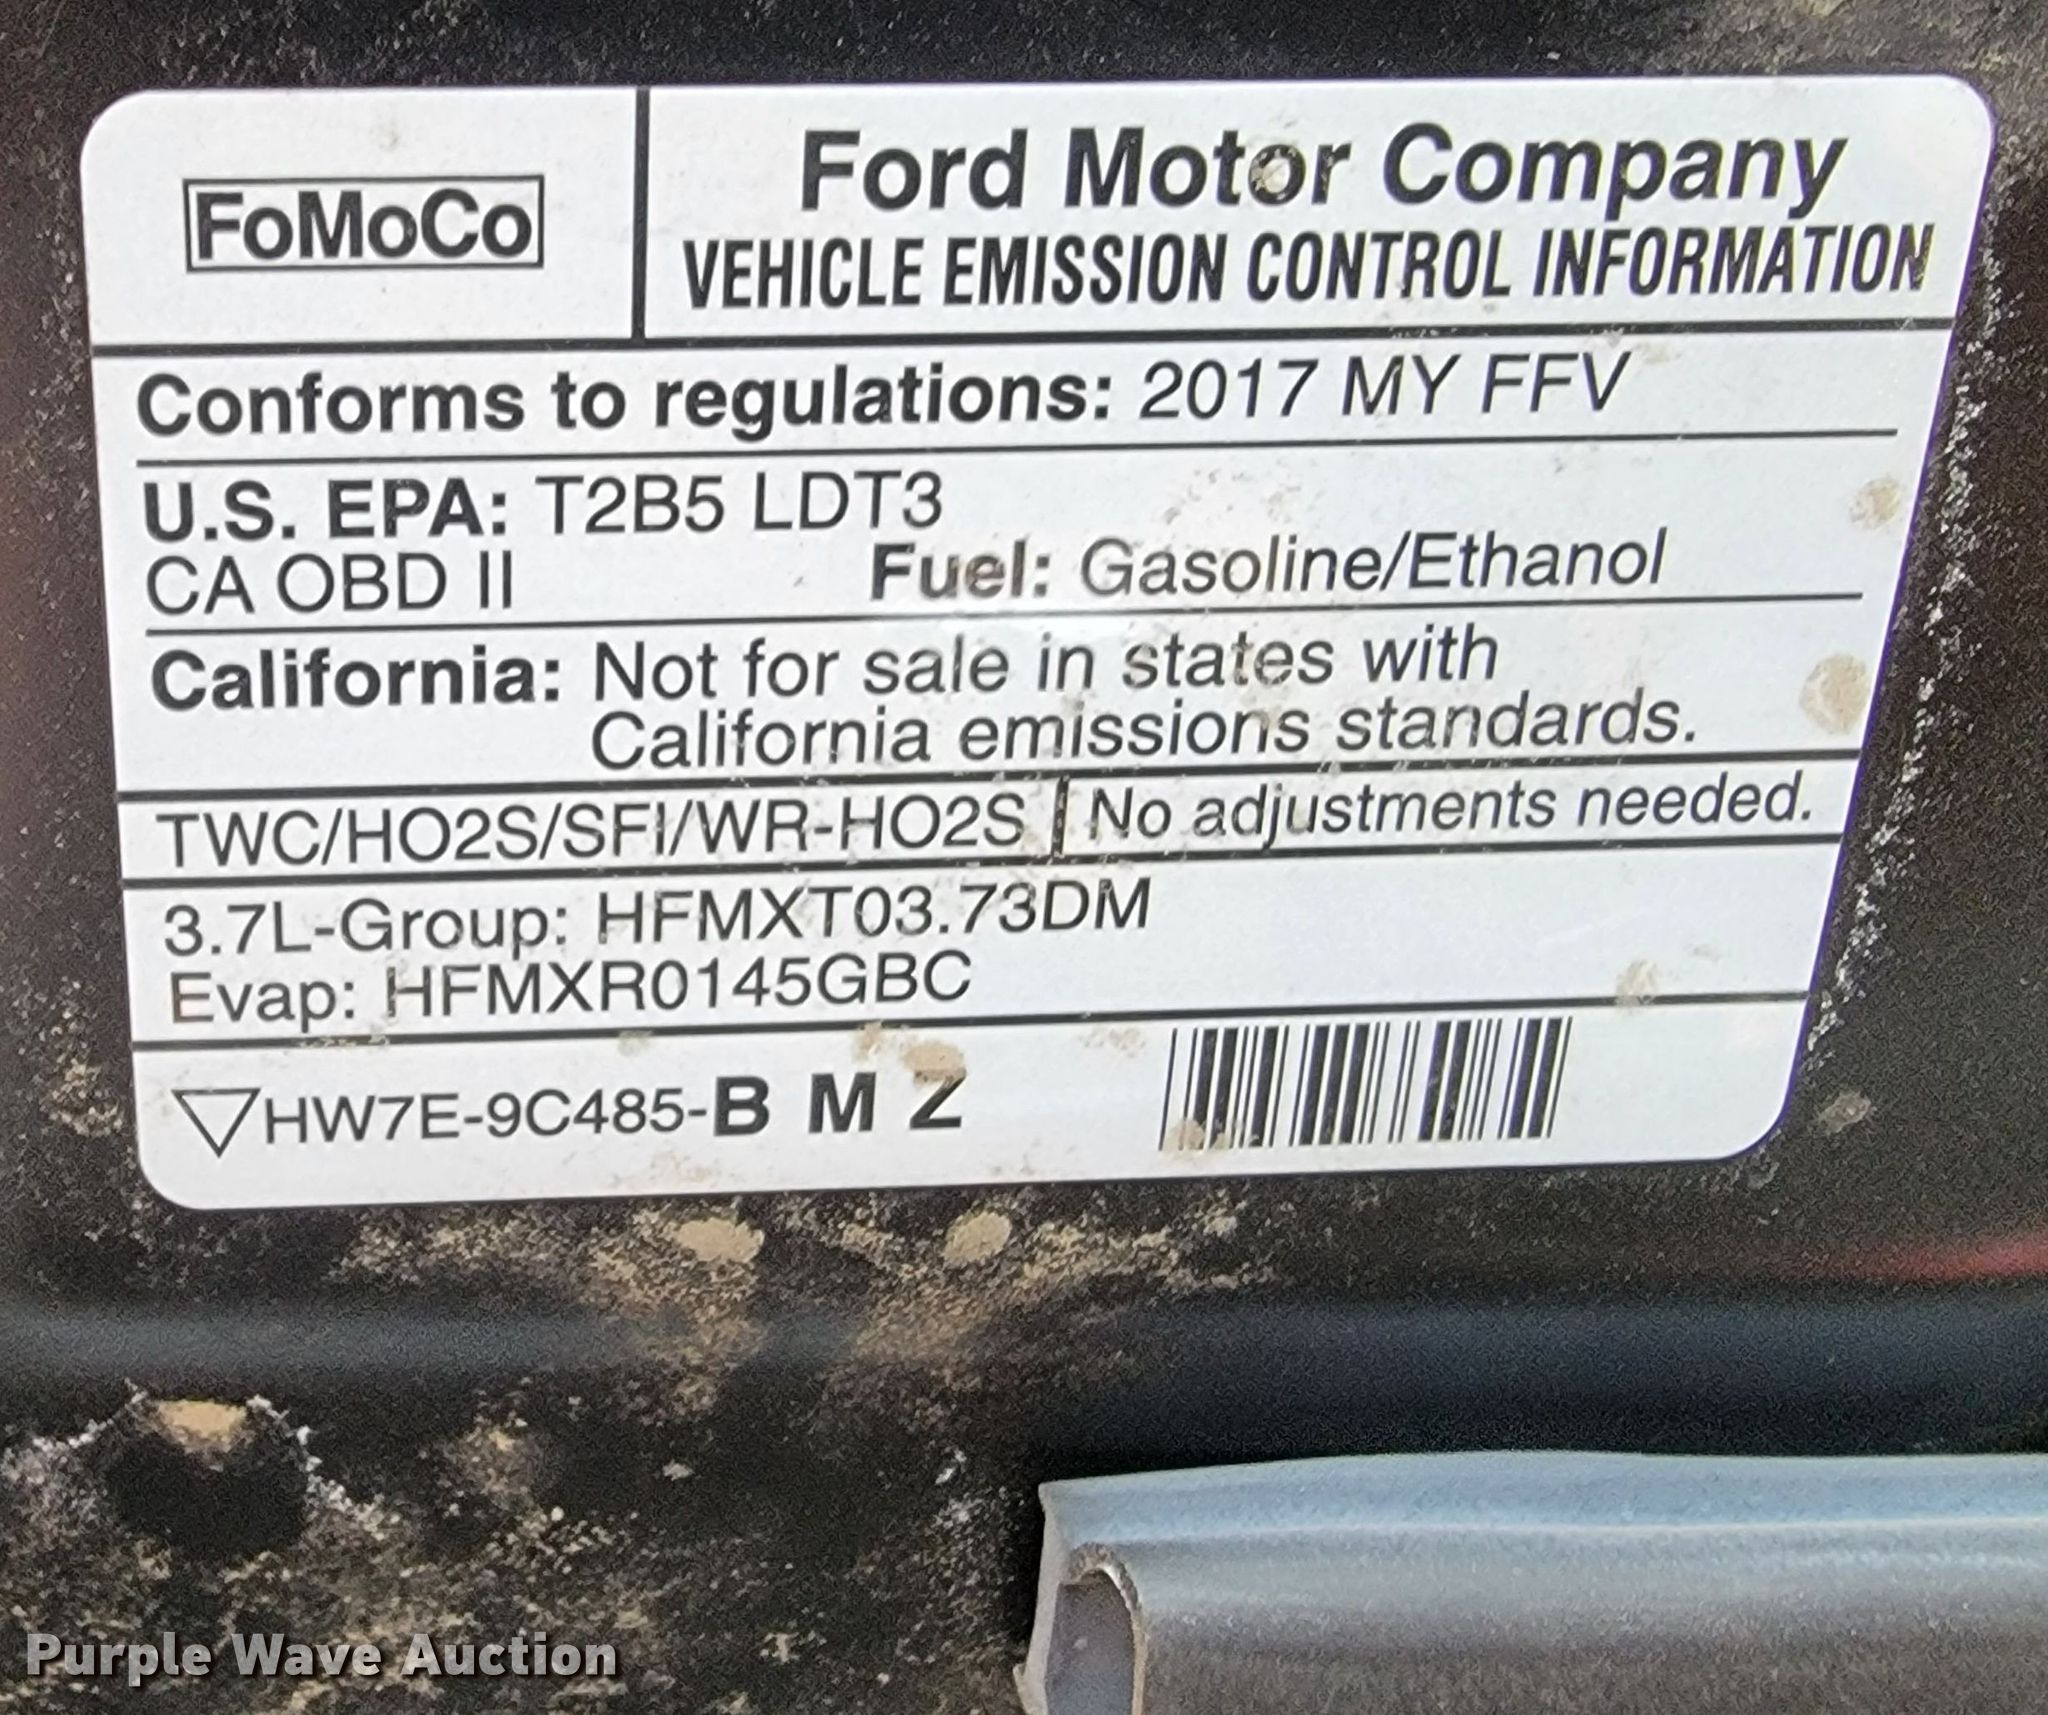 FoMoCo
Ford Motor Company
VEHICLE EMISSION CONTROL INFORMATION
Conforms to regulations: 2017 MY FFV
U.S. EPA: T2B5 LDT3
CA OBD II Fuel: Gasoline/Ethanol
California: Not for sale in states with
California emissions standards.
TWC/HO2S/SFI/WR-HO2S | No adjustments needed.
3.7L-Group: HFMXT03.73DM
Evap: HFMXR0145GBC
HW7E-9C485-B M Z
Purple Wave Auction